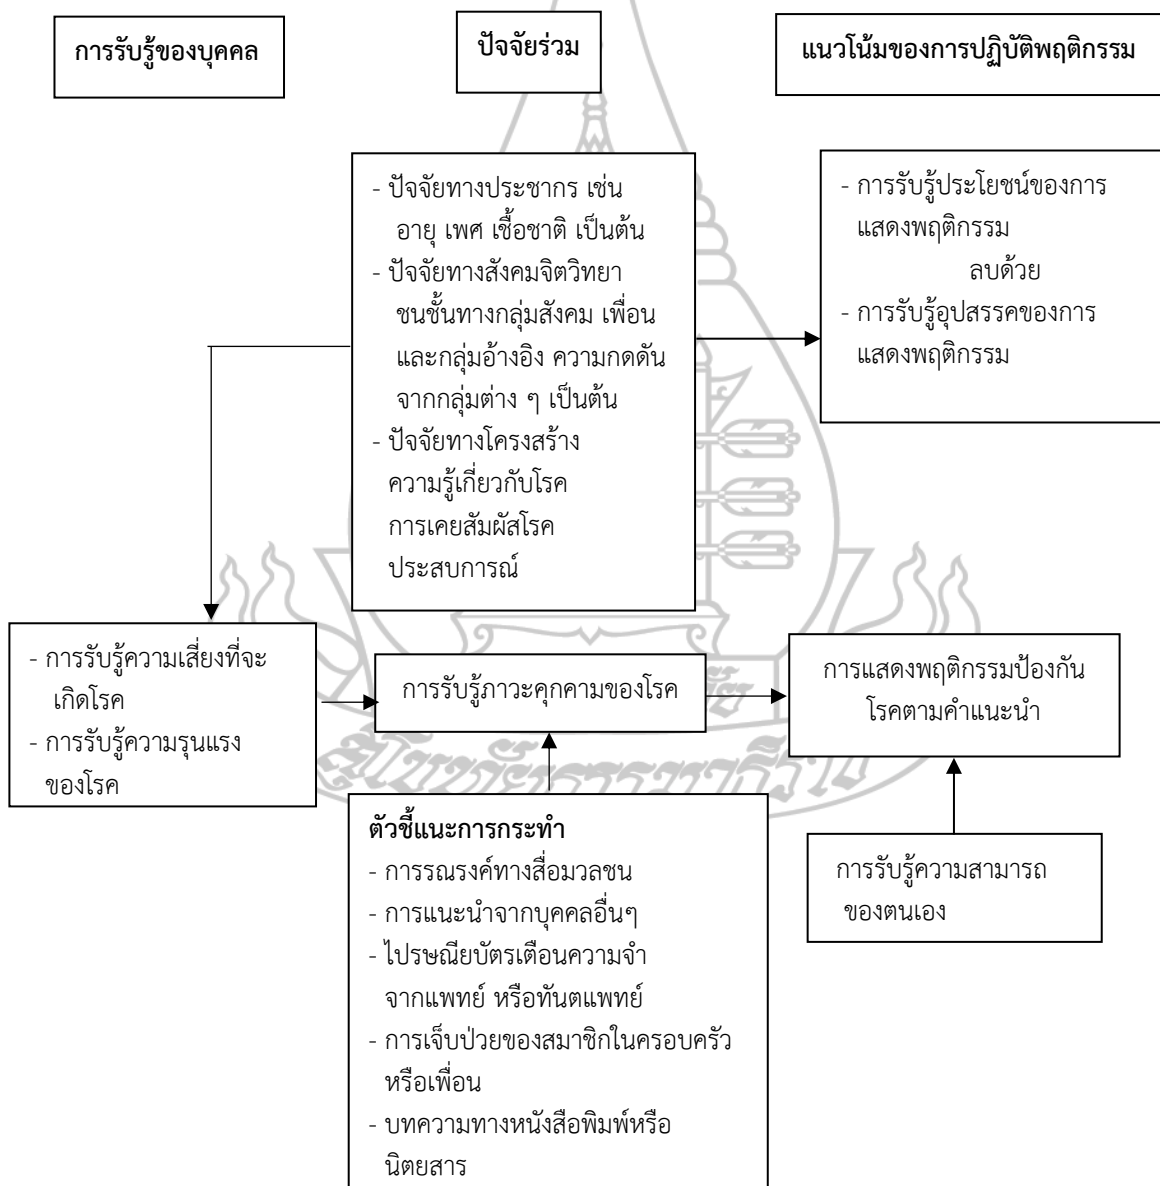 การรับรู้ของบุคคล
ปัจจัยร่วม
แนวโน้มของการปฏิบัติพฤติกรรม
- ปัจจัยทางประชากร เช่น
อายุ เพศ เชื้อชาติ เป็นต้น
- ปัจจัยทางสังคมจิตวิทยา
ชนชั้นทางกลุ่มสังคม เพื่อน
และกลุ่มอ้างอิง ความกดดัน
จากกลุ่มต่าง ๆ เป็นต้น
- ปัจจัยทางโครงสร้าง
ความรู้เกี่ยวกับโรค
การเคยสัมผัสโรค
ประสบการณ์
- การรับรู้ประโยชน์ของการ
แสดงพฤติกรรม
ลบด้วย
- การรับรู้อุปสรรคของการ
แสดงพฤติกรรม
- การรับรู้ความเสี่ยงที่จะ
เกิดโรค
- การรับรู้ความรุนแรง
ของโรค
การรับรู้ภาวะคุกคามของโรค
การแสดงพฤติกรรมป้องกัน
โรคตามคำแนะนำ
ตัวชี้แนะการกระทำ
- การรณรงค์ทางสื่อมวลชน
- การแนะนำจากบุคคลอื่นๆ
- ไปรษณียบัตรเตือนความจำ
จากแพทย์ หรือทันตแพทย์
- การเจ็บป่วยของสมาชิกในครอบครัว
หรือเพื่อน
- บทความทางหนังสือพิมพ์หรือ
นิตยสาร
การรับรู้ความสามารถ
ของตนเอง